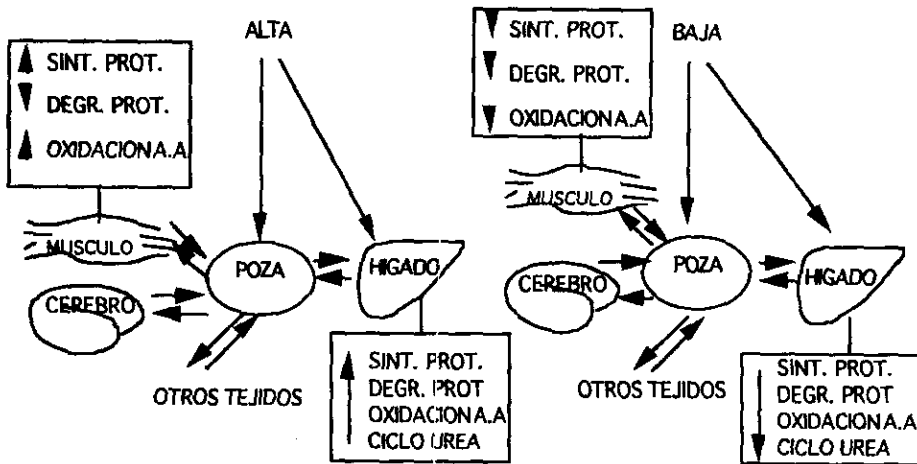 ALTA
SINT. PROT.
DEGR. PROT.
OXIDACION A.A
MUSCULO
POZA
HIGADO
CEREBRO
OTROS TEJIDOS
SINT. PROT.
DEGR. PROT
OXIDACION A.A
CICLO UREA
BAJA
SINT. PROT.
DEGR. PROT.
OXIDACION A.A
MUSCULO
POZA
HIGADO
CEREBRO
OTROS TEJIDOS
SINT. PROT.
DEGR. PROT
OXIDACION A.A
CICLO UREA